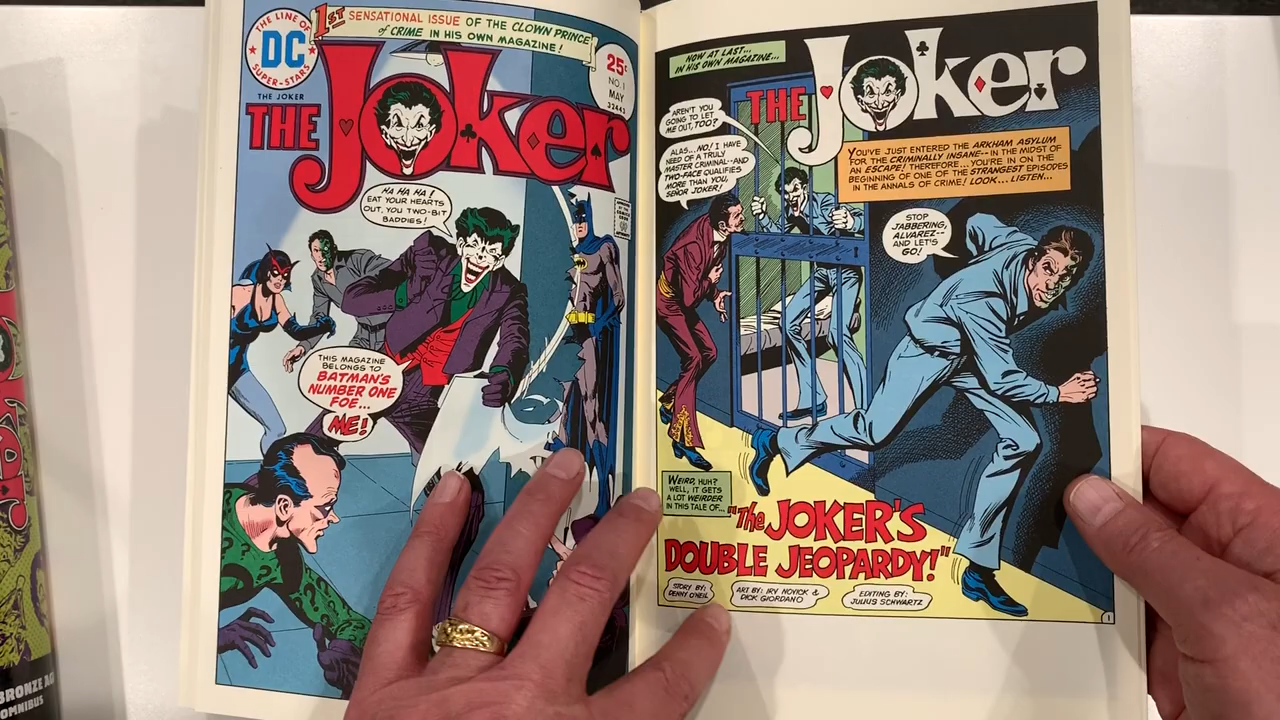 THE LINE OF
DC
SUPER-STARS
1ST SENSATIONAL ISSUE OF THE CLOWN PRINCE
of CRIME IN HIS OWN MAGAZINE!
25¢
NO. 1
MAY
32443
THE JOKER
THE JOKER
HA HA HA!
EAT YOUR HEARTS
OUT, YOU TWO-BIT
BADDIES!
THIS MAGAZINE
BELONGS TO
BATMAN'S
NUMBER ONE
FOE...
ME!
NOW AT LAST...
IN HIS OWN MAGAZINE...
THE JOKER
AREN'T YOU
GOING TO LET
ME OUT, TOO?
ALAS...NO! I HAVE
NEED OF A TRULY
MASTER CRIMINAL--AND
TWO-FACE QUALIFIES
MORE THAN YOU,
SEÑOR JOKER!
YOU'VE JUST ENTERED THE ARKHAM ASYLUM
FOR THE CRIMINALLY INSANE--IN THE MIDST OF
AN ESCAPE! THEREFORE...YOU'RE IN ON THE
BEGINNING OF ONE OF THE STRANGEST EPISODES
IN THE ANNALS OF CRIME! LOOK... LISTEN...
STOP
JABBERING,
ALVAREZ--
AND LET'S
GO!
WEIRD, HUH?
WELL, IT GETS
A LOT WEIRDER
IN THIS TALE OF...
"The JOKER'S
DOUBLE JEOPARDY!"
STORY BY:
DENNY O'NEIL
ART BY: IRV NOVICK &
DICK GIORDANO
EDITING BY:
JULIUS SCHWARTZ
1
BRONZE AG
OMNIBUS